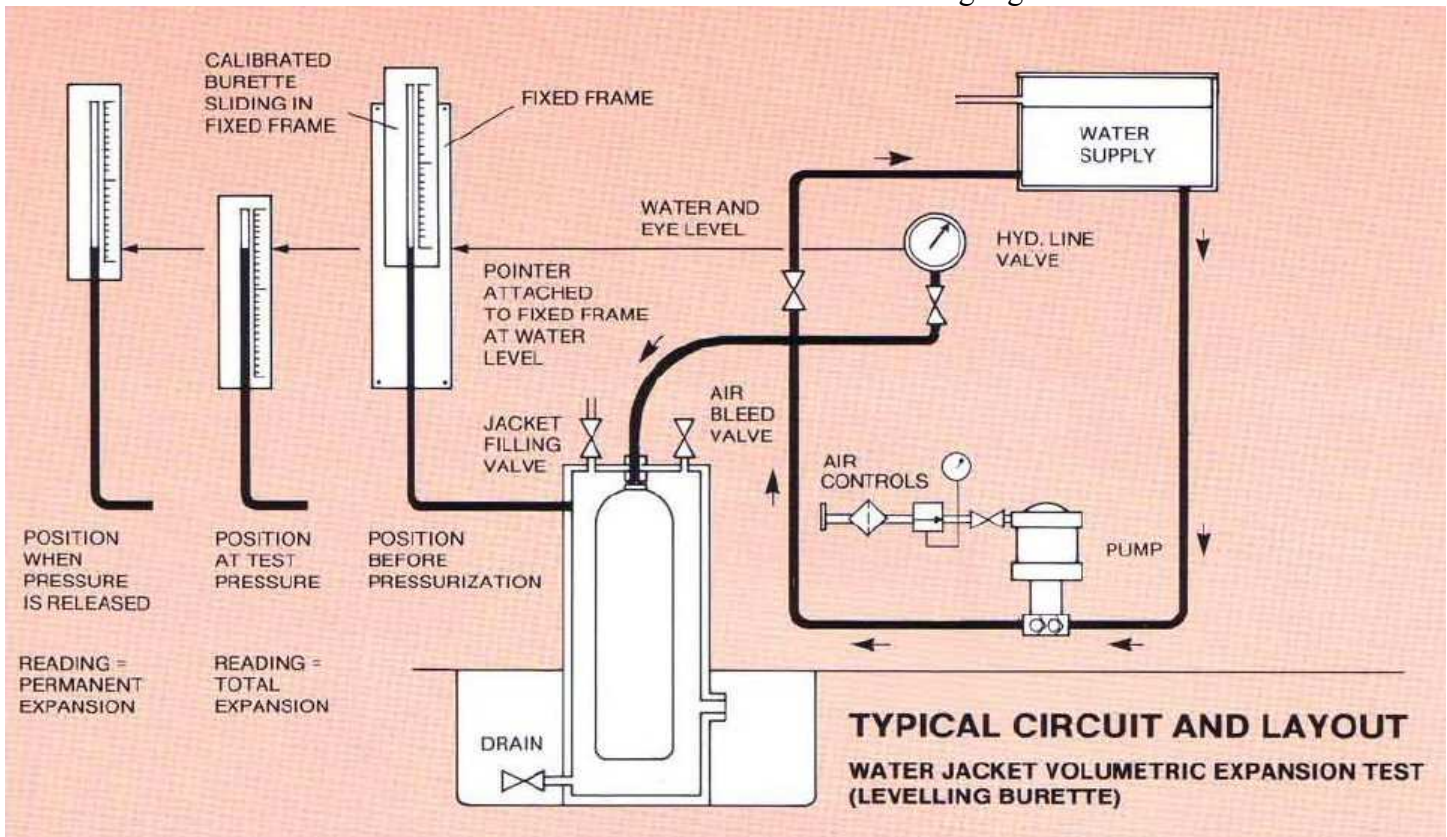 CALIBRATED
BURETTE
SLIDING IN
FIXED FRAME
FIXED FRAME
WATER
SUPPLY
WATER AND
EYE LEVEL
HYD. LINE
VALVE
POINTER
ATTACHED
TO FIXED FRAME
AT WATER
LEVEL
AIR
BLEED
VALVE
JACKET
FILLING
VALVE
AIR
CONTROLS
PUMP
POSITION
WHEN
PRESSURE
IS RELEASED
POSITION
AT TEST
PRESSURE
POSITION
BEFORE
PRESSURIZATION
READING =
PERMANENT
EXPANSION
READING =
TOTAL
EXPANSION
DRAIN
TYPICAL CIRCUIT AND LAYOUT
WATER JACKET VOLUMETRIC EXPANSION TEST
(LEVELLING BURETTE)